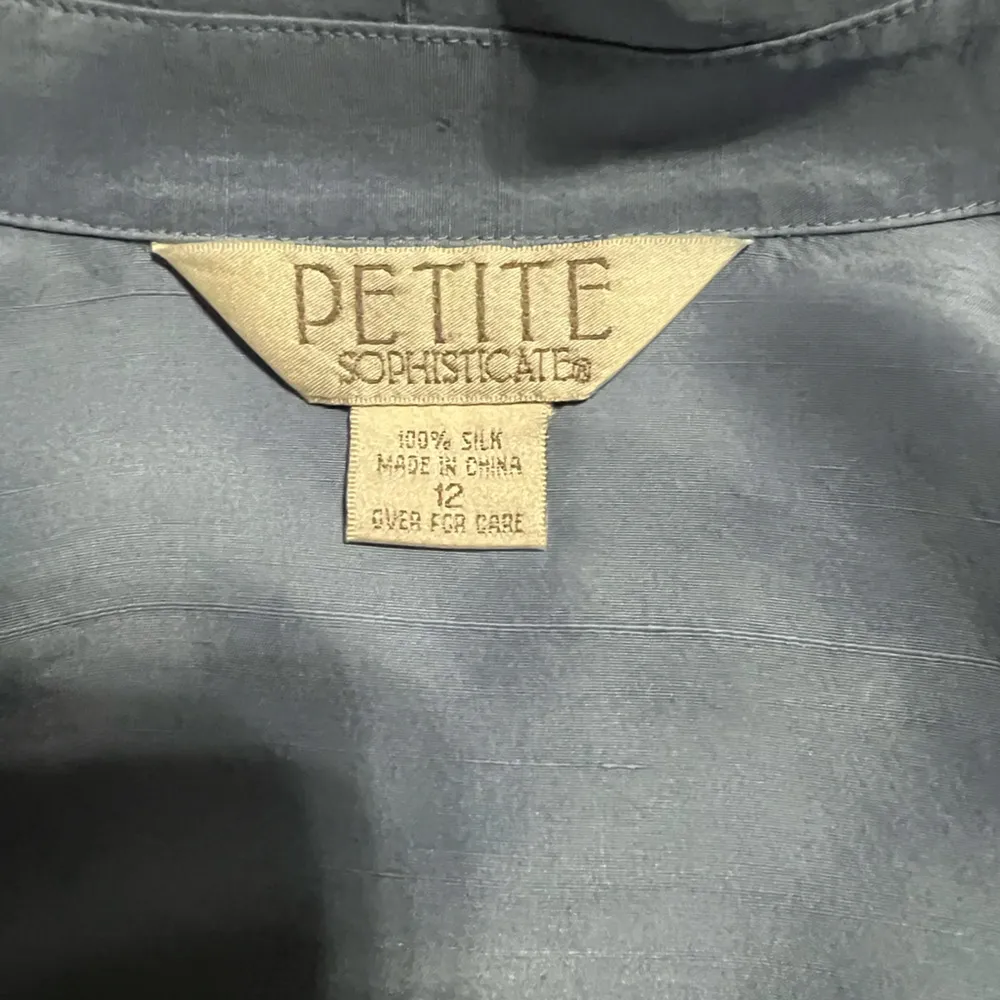 PETITE
SOPHISTICATE®
100% SILK
MADE IN CHINA
12
OVER FOR CARE